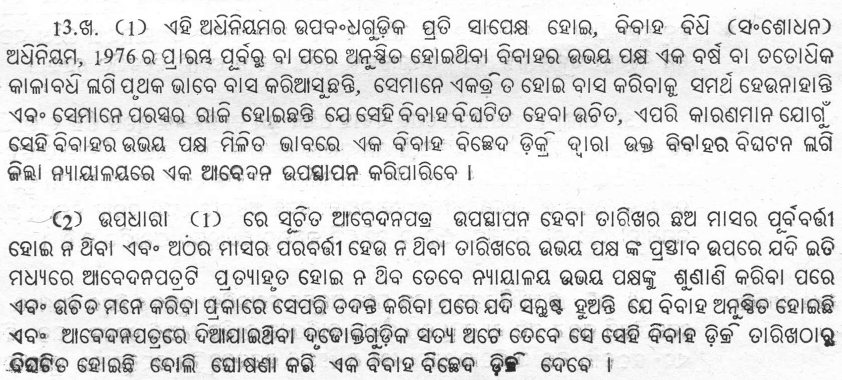 13.ଖ. (1) ଏହି ଅଧିନିୟମର ଉପବଂଧଗୁଡ଼ିକ ପ୍ରତି ସାପେକ୍ଷ ହୋଇ, ବିବାହ ବିଧି (ସଂଶୋଧନ)
ଅଧିନିୟମ, 1976 ର ପ୍ରାରମ୍ଭ ପୂର୍ବରୁ ବା ପରେ ଅନୁଷ୍ଠିତ ହୋଇଥିବା ବିବାହର ଉଭୟ ପକ୍ଷ ଏକ ବର୍ଷ ବା ତତୋଧିକ
କାଳାବଧି ଲାଗି ପୃଥକ ଭାବେ ବାସ କରିଆସୁଛନ୍ତି, ସେମାନେ ଏକତ୍ରିତ ହୋଇ ବାସ କରିବାକୁ ସମର୍ଥ ହେଉନାହାନ୍ତି
ଏବଂ ସେମାନେ ପରସ୍ପର ରାଜି ହୋଇଛନ୍ତି ଯେ ସେହି ବିବାହ ବିଘଟିତ ହେବା ଉଚିତ, ଏପରି କାରଣମାନ ଯୋଗୁଁ
ସେହି ବିବାହର ଉଭୟ ପକ୍ଷ ମିଳିତ ଭାବରେ ଏକ ବିବାହ ବିଛେଦ ଡ଼ିକ୍ରି ଦ୍ୱାରା ଉକ୍ତ ବିବାହର ବିଘଟନ ଲାଗି
ଜିଲ୍ଲା ନ୍ୟାୟାଳୟରେ ଏକ ଆବେଦନ ଉପସ୍ଥାପନ କରିପାରିବେ ।
(2) ଉପଧାରା (1) ରେ ସୂଚିତ ଆବେଦନପତ୍ର ଉପସ୍ଥାପନ ହେବା ତାରିଖର ଛଅ ମାସର ପୂର୍ବବର୍ତ୍ତୀ
ହୋଇ ନ ଥିବା ଏବଂ ଅଠର ମାସର ପରବର୍ତ୍ତୀ ହେଉ ନ ଥିବା ତାରିଖରେ ଉଭୟ ପକ୍ଷ ଙ୍କ ପ୍ରସ୍ତାବ ଉପରେ ଯଦି ଇତି
ମଧ୍ୟରେ ଆବେଦନପତ୍ରଟି ପ୍ରତ୍ୟାହୃତ ହୋଇ ନ ଥିବ ତେବେ ନ୍ୟାୟାଳୟ ଉଭୟ ପକ୍ଷଙ୍କୁ ଶୁଣାଣି କରିବା ପରେ
ଏବଂ ଉଚିତ ମନେ କରିବା ପ୍ରକାରେ ସେପରି ତଦନ୍ତ କରିବା ପରେ ଯଦି ସନ୍ତୁଷ୍ଟ ହୁଅନ୍ତି ଯେ ବିବାହ ଅନୁଷ୍ଠିତ ହୋଇଛି
ଏବଂ ଆବେଦନପତ୍ରରେ ଦିଆଯାଇଥିବା ଦୃଢୋକ୍ତିଗୁଡ଼ିକ ସତ୍ୟ ଅଟେ ତେବେ ସେ ସେହି ବିବାହ ଡ଼ିକ୍ରି ତାରିଖଠାରୁ
ବିଘଟିତ ହୋଇଛି ବୋଲି ଘୋଷଣା କରି ଏକ ବିବାହ ବିଛେଦ ଡ଼ିକ୍ରି ଦେବେ ।